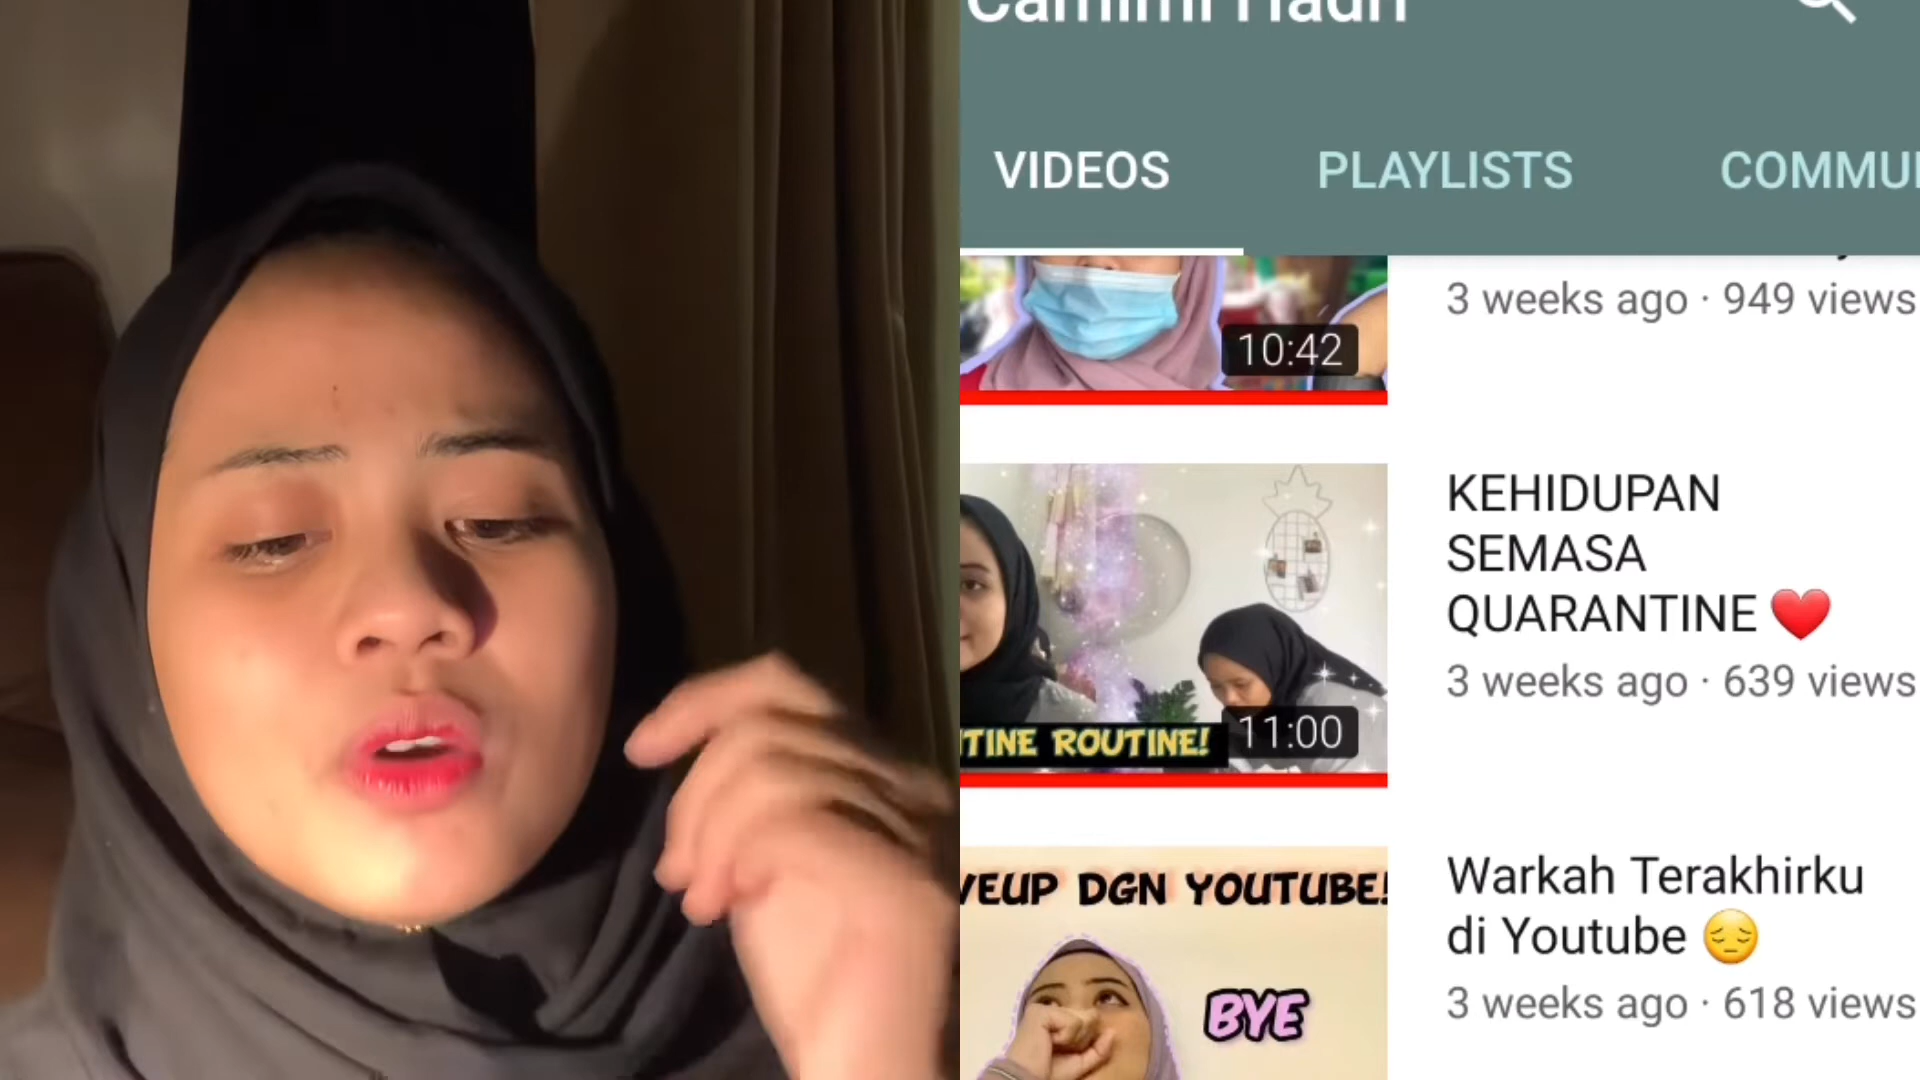 VIDEOS
PLAYLISTS
COMMU
3 weeks ago · 949 views
10:42
KEHIDUPAN
SEMASA
QUARANTINE ❤️
3 weeks ago · 639 views
TINE ROUTINE!
11:00
VEUP DGN YOUTUBE!
Warkah Terakhirku
di Youtube 😔
3 weeks ago · 618 views
BYE